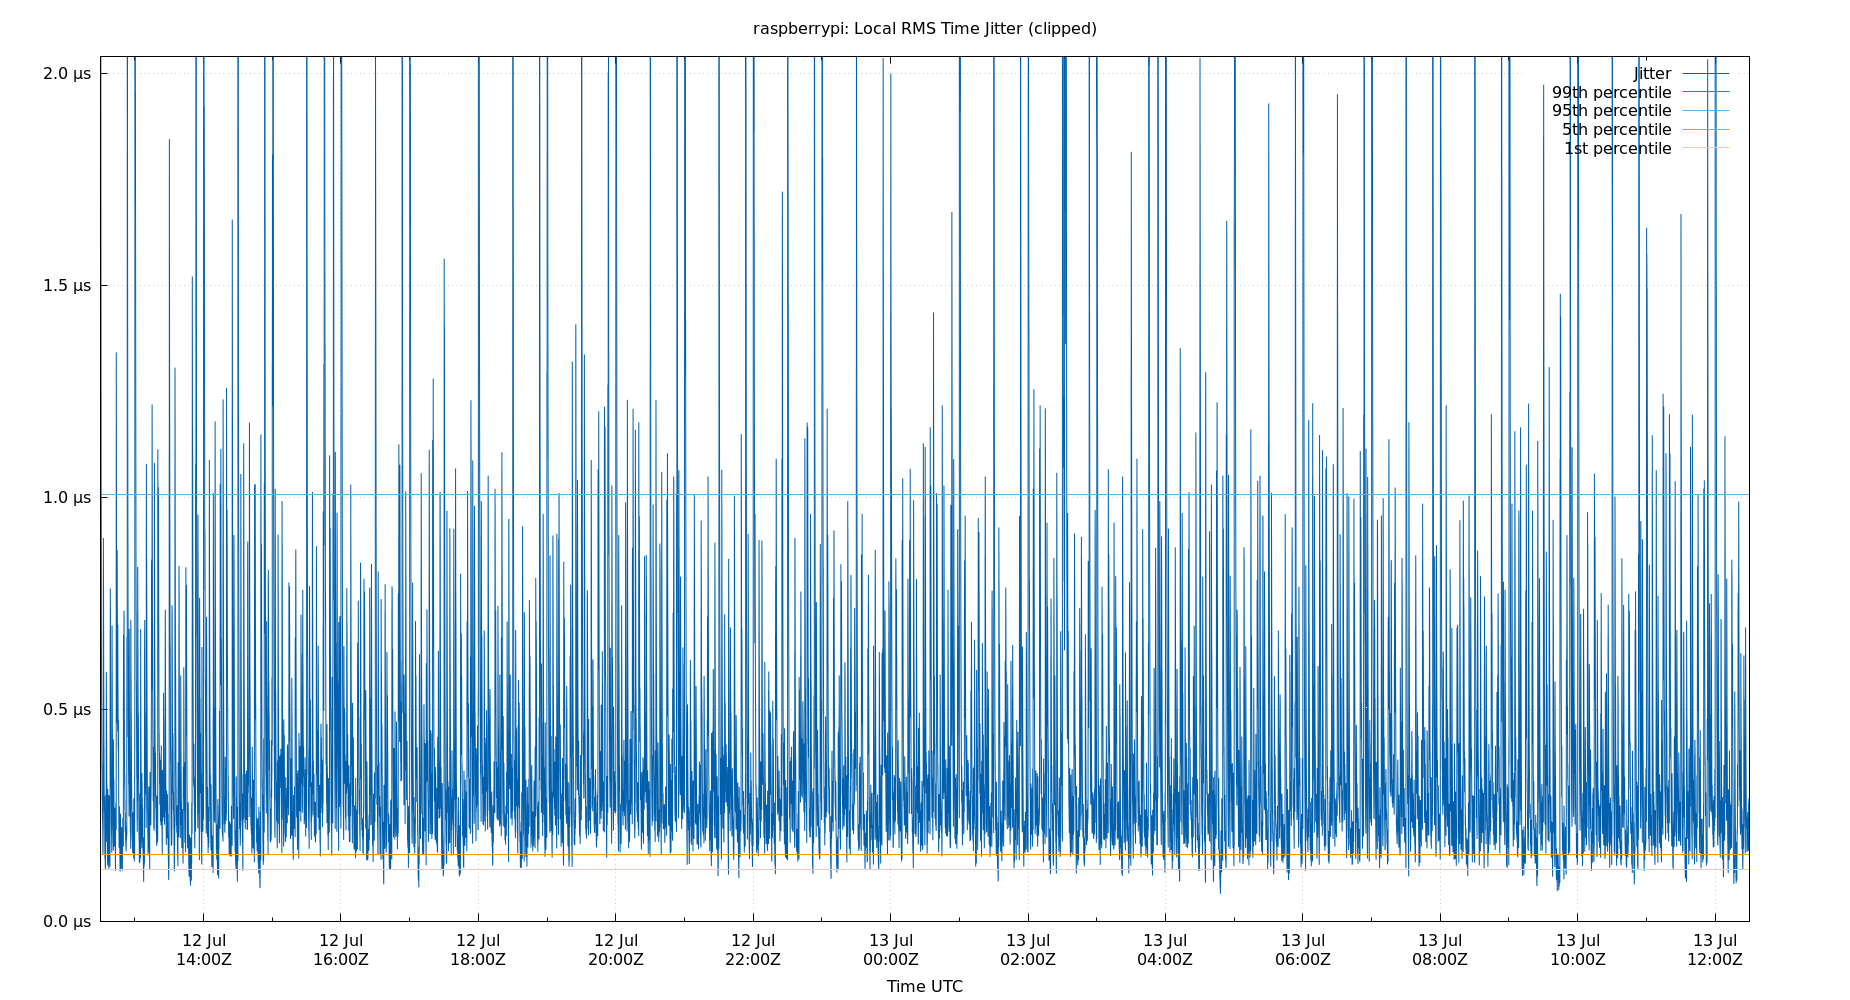 raspberrypi: Local RMS Time Jitter (clipped)
2.0 µs
1.5 µs
1.0 µs
0.5 µs
0.0 µs
Jitter
99th percentile
95th percentile
5th percentile
1st percentile
12 Jul
14:00Z
12 Jul
16:00Z
12 Jul
18:00Z
12 Jul
20:00Z
12 Jul
22:00Z
13 Jul
00:00Z
13 Jul
02:00Z
13 Jul
04:00Z
13 Jul
06:00Z
13 Jul
08:00Z
13 Jul
10:00Z
13 Jul
12:00Z
Time UTC